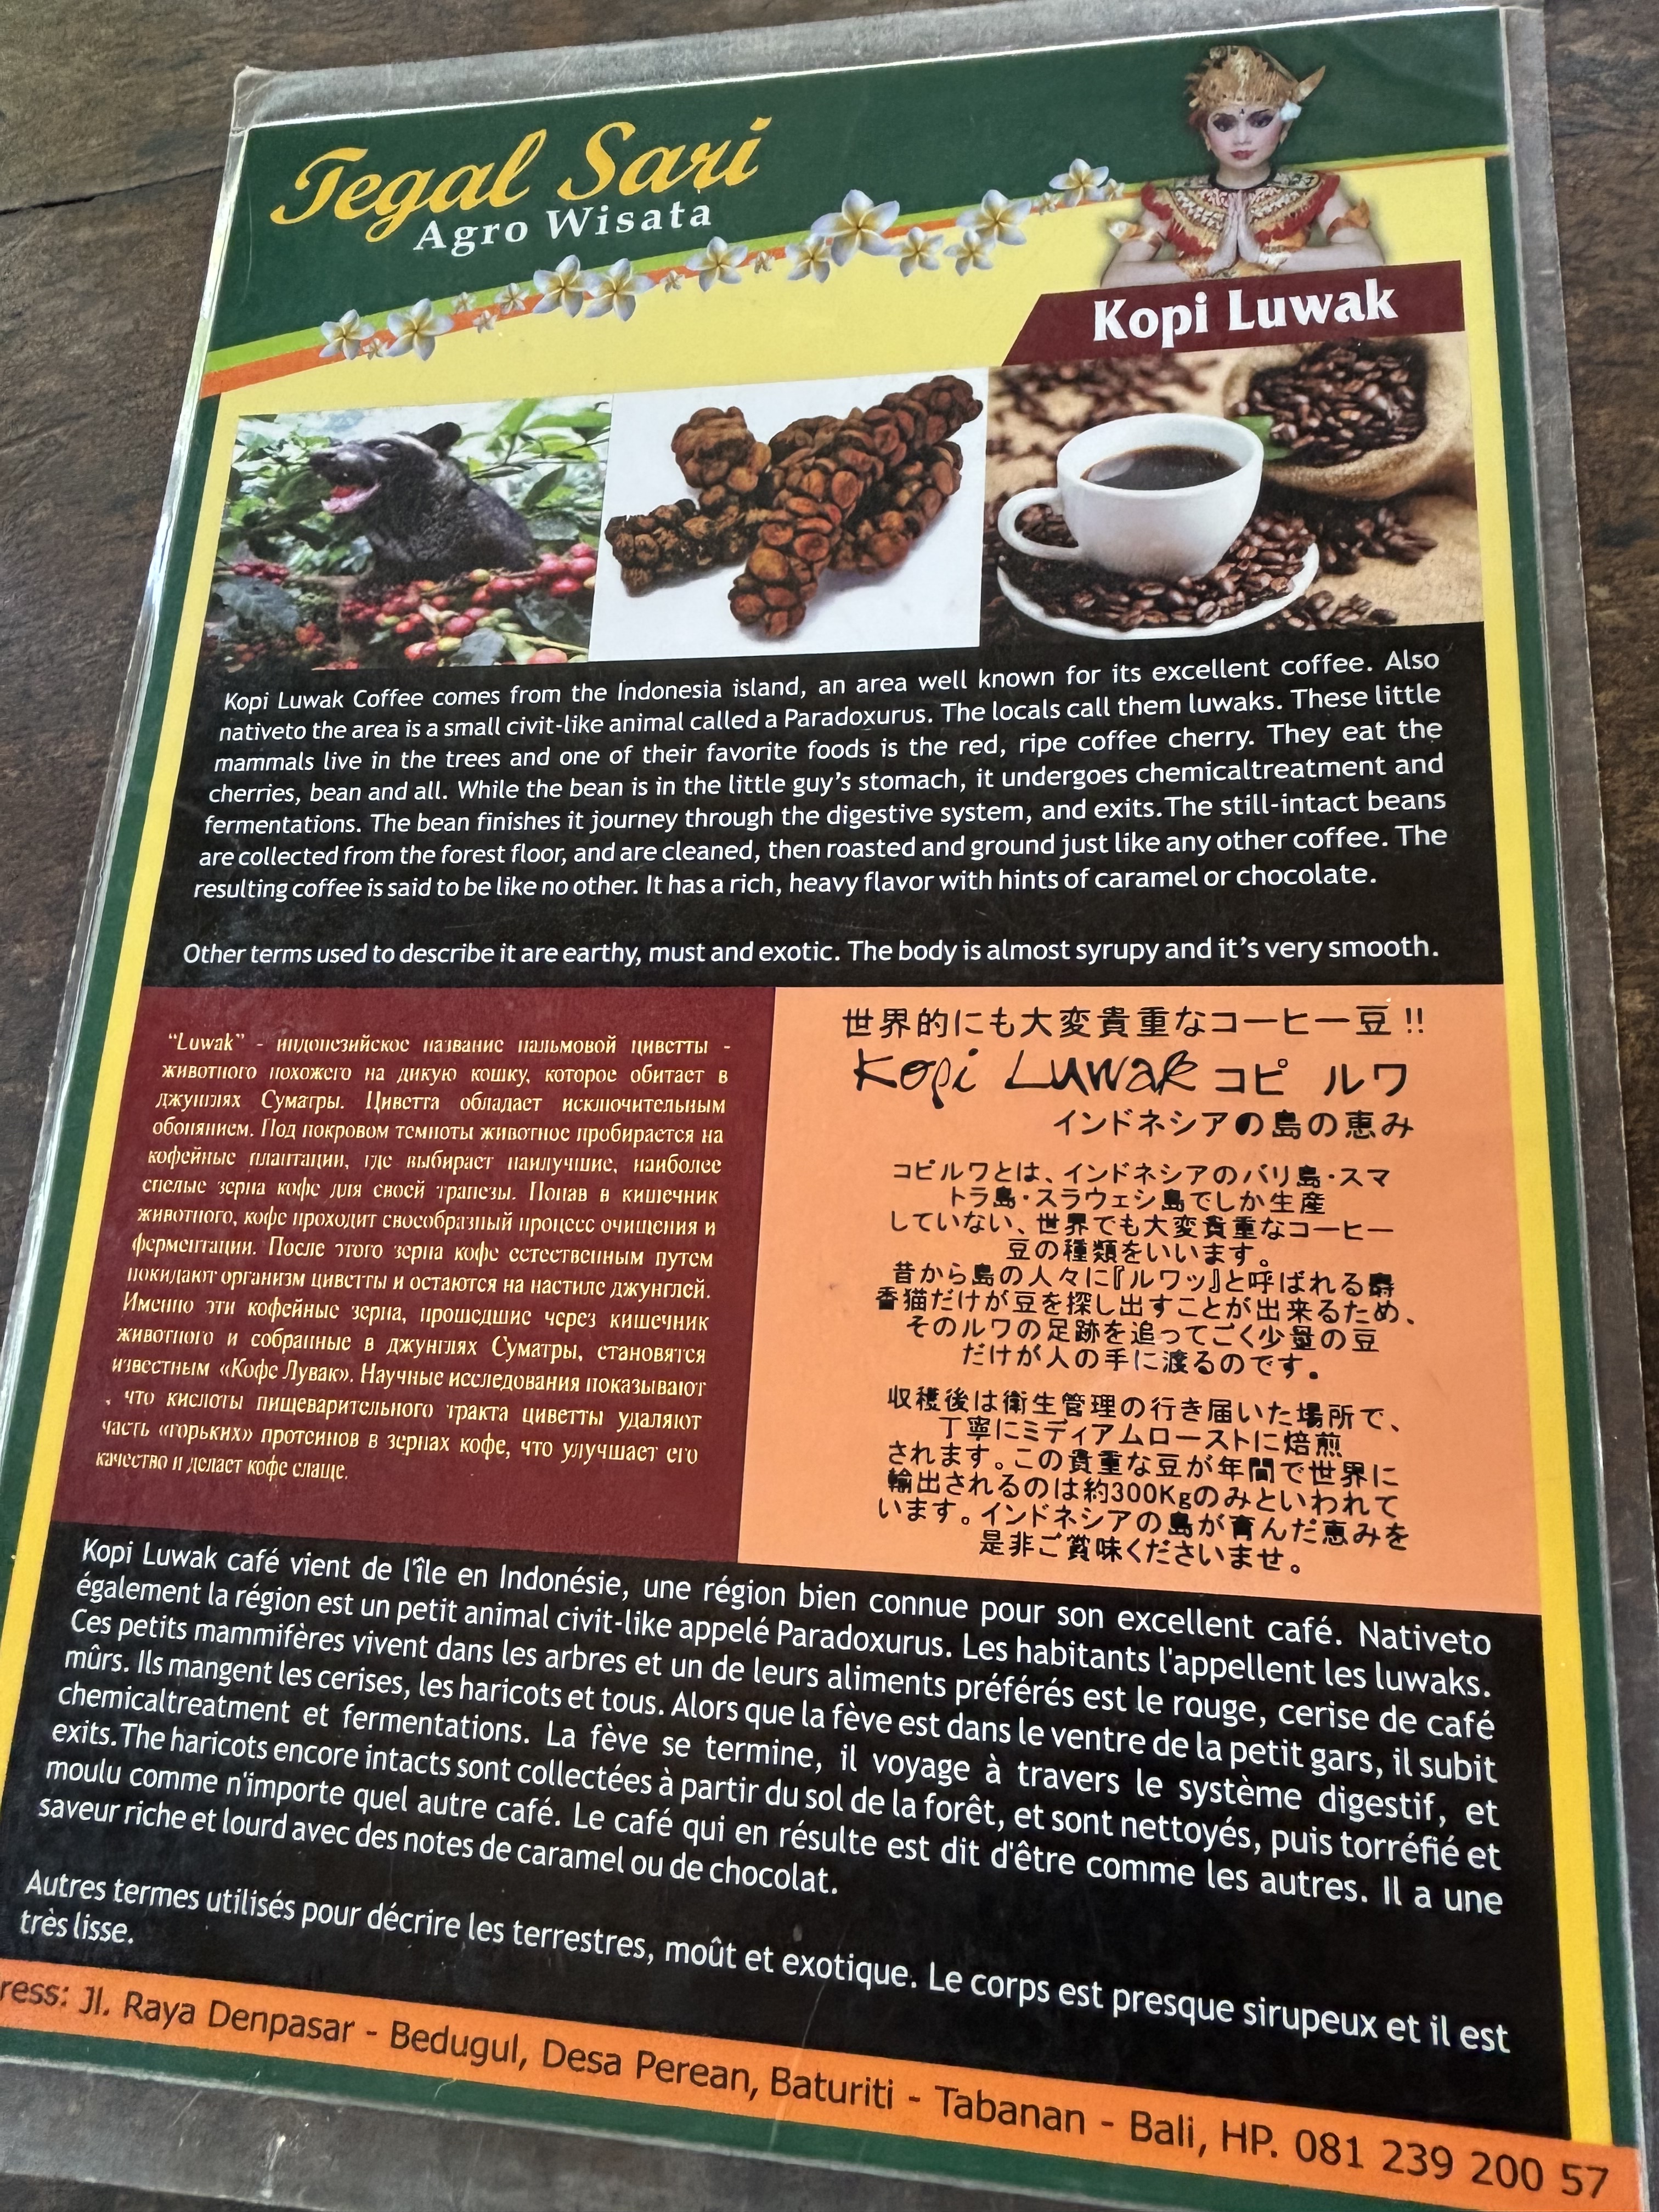 Tegal Sari
Agro Wisata
Kopi Luwak
Kopi Luwak Coffee comes from the Indonesia island, an area well known for its excellent coffee. Also
nativeto the area is a small civit-like animal called a Paradoxurus. The locals call them luwaks. These little
mammals live in the trees and one of their favorite foods is the red, ripe coffee cherry. They eat the
cherries, bean and all. While the bean is in the little guy's stomach, it undergoes chemicaltreatment and
fermentations. The bean finishes it journey through the digestive system, and exits.The still-intact beans
are collected from the forest floor, and are cleaned, then roasted and ground just like any other coffee. The
resulting coffee is said to be like no other. It has a rich, heavy flavor with hints of caramel or chocolate.
Other terms used to describe it are earthy, must and exotic. The body is almost syrupy and it's very smooth.
“Luwak” - индонезийское название пальмовой циветты -
животного похожего на дикую кошку, которое обитает в
джунглях Суматры. Циветта обладает исключительным
обонянием. Под покровом темноты животное пробирается на
кофейные плантации, где выбирает наилучшие, наиболее
спелые зерна кофе для своей трапезы. Попав в кишечник
животного, кофе проходит своеобразный процесс очищения и
ферментации. После этого зерна кофе естественным путем
покидают организм циветты и остаются на настиле джунглей.
Именно эти кофейные зерна, прошедшие через кишечник
животного и собранные в джунглях Суматры, становятся
известным «Кофе Лувак». Научные исследования показывают
, что кислоты пищеварительного тракта циветты удаляют
часть «горьких» протеинов в зернах кофе, что улучшает его
качество и делает кофе слаще.
世界的にも大変貴重なコーヒー豆!!
Kopi Luwak コピ ルワ
インドネシアの島の恵み
コピルワとは、インドネシアのバリ島・スマ
トラ島・スラウェシ島でしか生産
していない、世界でも大変貴重なコーヒー
豆の種類をいいます。
昔から島の人々に『ルワッ』と呼ばれる麝
香猫だけが豆を探し出すことが出来るため、
そのルワの足跡を追ってごく少量の豆
だけが人の手に渡るのです。
収穫後は衛生管理の行き届いた場所で、
丁寧にミディアムローストに焙煎
されます。この貴重な豆が年間で世界に
輸出されるのは約300Kgのみといわれて
います。インドネシアの島が育んだ恵みを
是非ご賞味くださいませ。
Kopi Luwak café vient de l'île en Indonésie, une région bien connue pour son excellent café. Nativeto
également la région est un petit animal civit-like appelé Paradoxurus. Les habitants l'appellent les luwaks.
Ces petits mammifères vivent dans les arbres et un de leurs aliments préférés est le rouge, cerise de café
mûrs. Ils mangent les cerises, les haricots et tous. Alors que la fève est dans le ventre de la petit gars, il subit
chemicaltreatment et fermentations. La fève se termine, il voyage à travers le système digestif, et
exits.The haricots encore intacts sont collectées à partir du sol de la forêt, et sont nettoyés, puis torréfié et
moulu comme n'importe quel autre café. Le café qui en résulte est dit d'être comme les autres. Il a une
saveur riche et lourd avec des notes de caramel ou de chocolat.
Autres termes utilisés pour décrire les terrestres, moût et exotique. Le corps est presque sirupeux et il est
très lisse.
ress: Jl. Raya Denpasar - Bedugul, Desa Perean, Baturiti - Tabanan - Bali, HP. 081 239 200 57